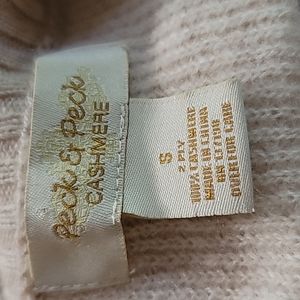 Peck & Peck
CASHMERE
S
2 PLY
100% CASHMERE
MADE IN CHINA
OVER FOR CARE